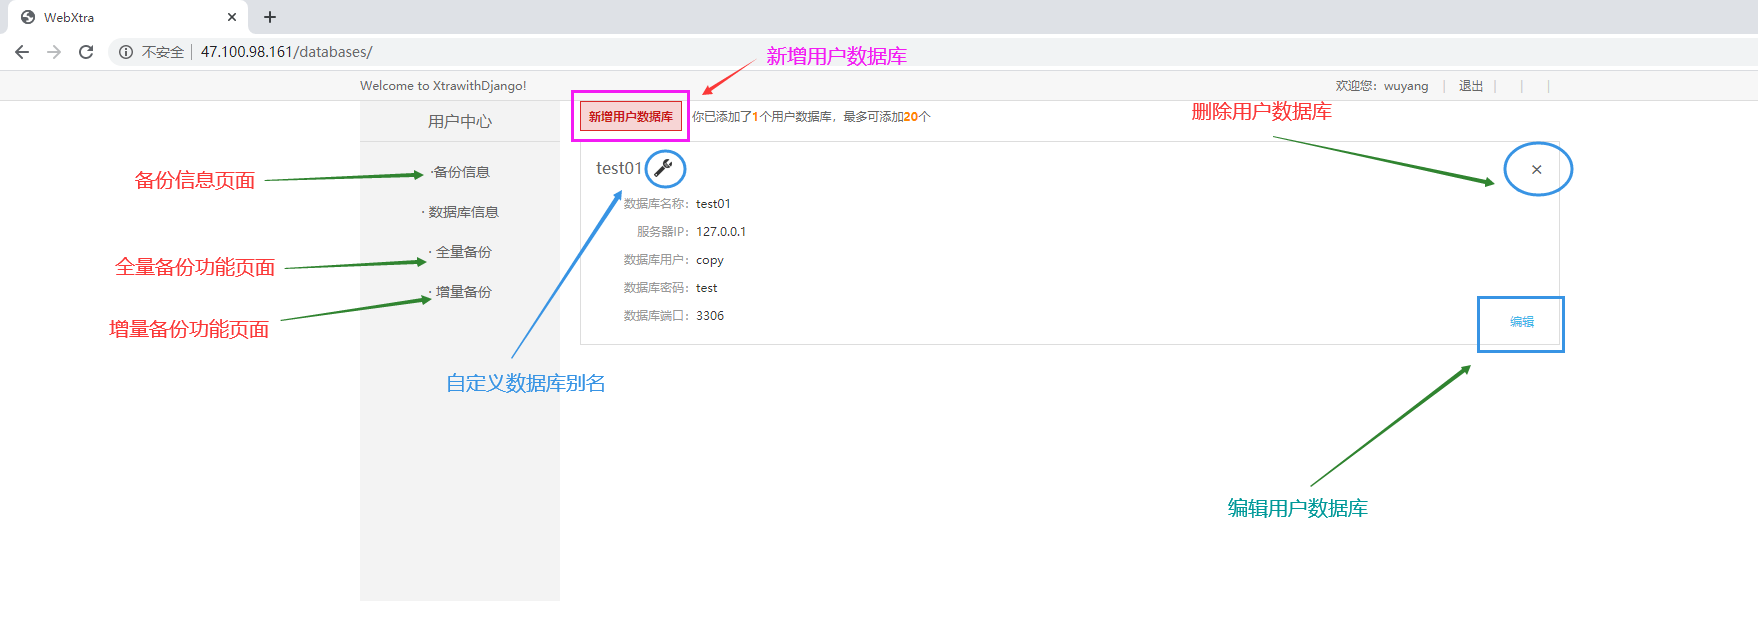 WebXtra
不安全 47.100.98.161/databases/
新增用户数据库
Welcome to XtrawithDjango!
欢迎您：wuyang | 退出 | | |
用户中心
新增用户数据库 你已添加了1个用户数据库，最多可添加20个
删除用户数据库
test01
备份信息页面
·备份信息
数据库名称：test01
· 数据库信息
服务器IP：127.0.0.1
全量备份功能页面
· 全量备份
数据库用户：copy
数据库密码：test
· 增量备份
增量备份功能页面
数据库端口：3306
编辑
自定义数据库别名
编辑用户数据库